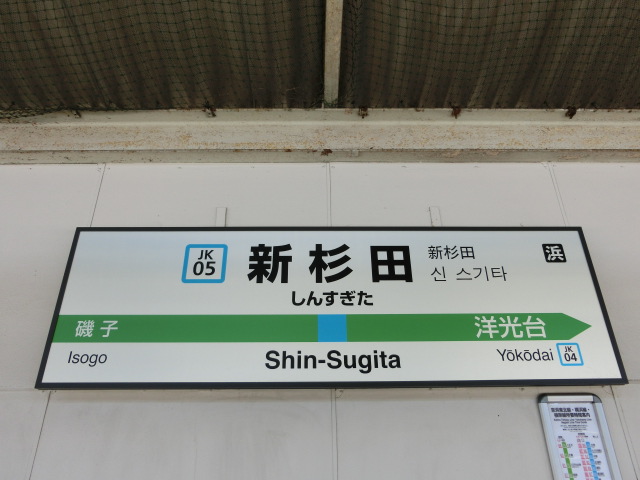 JK
05
新杉田
新杉田
신 스기타
浜
しんすぎた
磯子
洋光台
Isogo
Shin-Sugita
Yōkōdai
JK
04